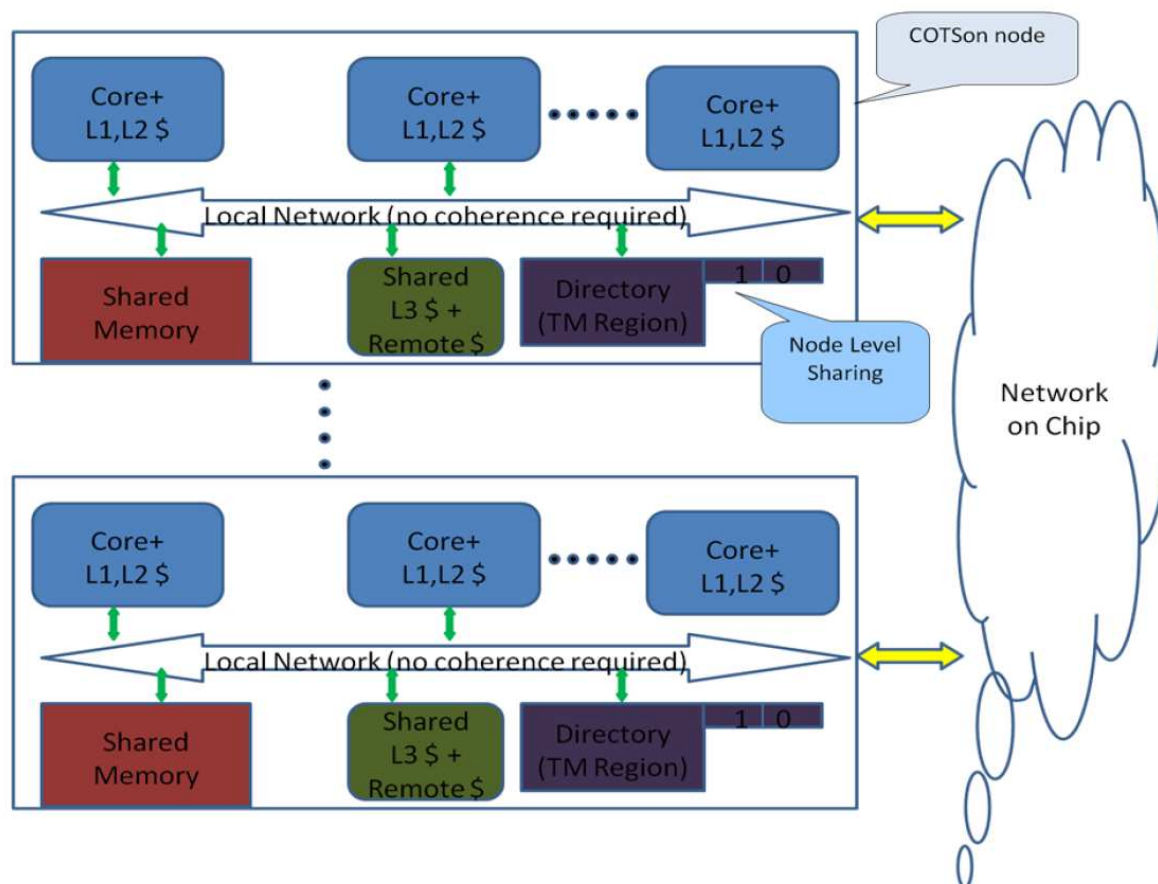 COTSon node
Core+
L1,L2 $
Core+
L1,L2 $
Core+
L1,L2 $
Local Network (no coherence required)
Shared
Memory
Shared
L3 $ +
Remote $
Directory
(TM Region)
1 0
Node Level
Sharing
Network
on Chip
Core+
L1,L2 $
Core+
L1,L2 $
Core+
L1,L2 $
Local Network (no coherence required)
Shared
Memory
Shared
L3 $ +
Remote $
Directory
(TM Region)
1 0